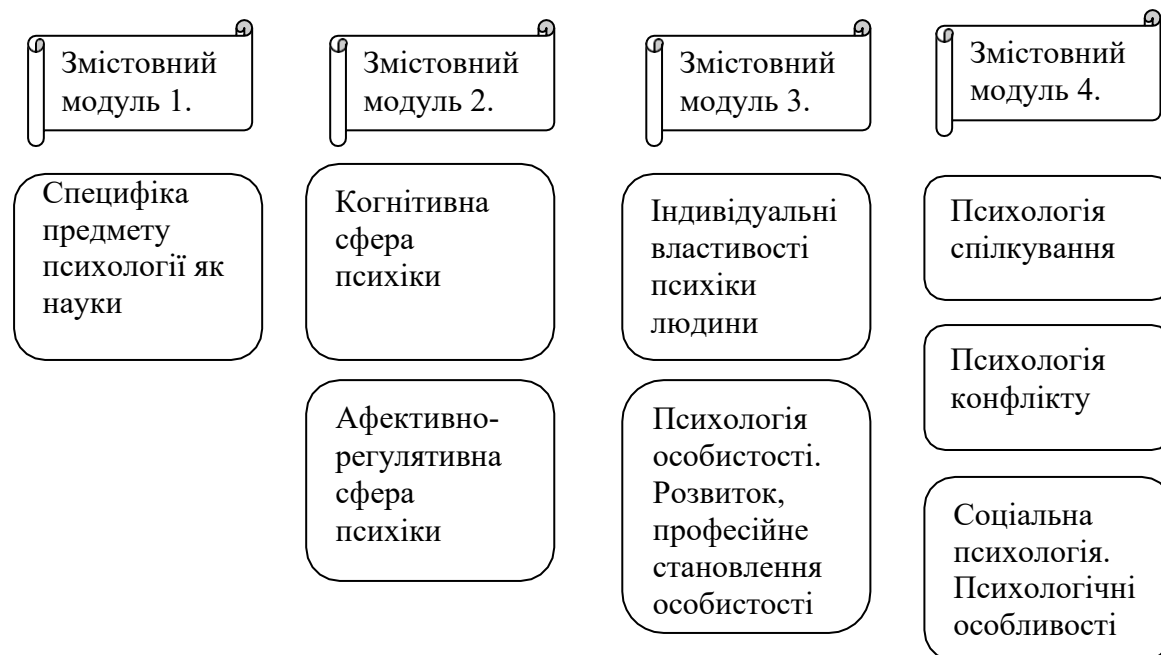 Змістовний
модуль 1.
Змістовний
модуль 2.
Змістовний
модуль 3.
Змістовний
модуль 4.
Специфіка
предмету
психології як
науки
Когнітивна
сфера
психіки
Афективно-
регулятивна
сфера
психіки
Індивідуальні
властивості
психіки
людини
Психологія
особистості.
Розвиток,
професійне
становлення
особистості
Психологія
спілкування
Психологія
конфлікту
Соціальна
психологія.
Психологічні
особливості